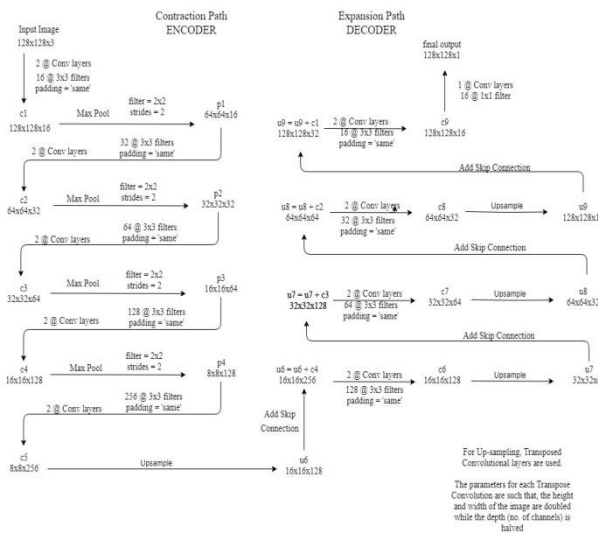 Contraction Path
ENCODER
Input Image
128x128x3
2 @ Conv layers
16 @ 3x3 filters
padding = 'same'
c1
128x128x16
Max Pool
filter = 2x2
strides = 2
p1
64x64x16
2 @ Conv layers
32 @ 3x3 filters
padding = 'same'
c2
64x64x32
Max Pool
filter = 2x2
strides = 2
p2
32x32x32
2 @ Conv layers
64 @ 3x3 filters
padding = 'same'
c3
32x32x64
Max Pool
filter = 2x2
strides = 2
p3
16x16x64
2 @ Conv layers
128 @ 3x3 filters
padding = 'same'
c4
16x16x128
Max Pool
filter = 2x2
strides = 2
p4
8x8x128
2 @ Conv layers
256 @ 3x3 filters
padding = 'same'
c5
8x8x256
Upsample
u6
16x16x128
Add Skip
Connection
Expansion Path
DECODER
final output
128x128x1
1 @ Conv layers
16 @ 1x1 filter
u9 = u9 + c1
128x128x32
2 @ Conv layers
16 @ 3x3 filters
padding = 'same'
c9
128x128x16
Add Skip Connection
u8 = u8 + c2
64x64x64
2 @ Conv layers
32 @ 3x3 filters
padding = 'same'
c8
64x64x32
Upsample
u9
128x128x1
Add Skip Connection
u7 = u7 + c3
32x32x128
2 @ Conv layers
64 @ 3x3 filters
padding = 'same'
c7
32x32x64
Upsample
u8
64x64x32
Add Skip Connection
u6 = u6 + c4
16x16x256
2 @ Conv layers
128 @ 3x3 filters
padding = 'same'
c6
16x16x128
Upsample
u7
32x32x6
For Up-sampling, Transposed
Convolutional layers are used.
The parameters for each Transpose
Convolution are such that, the height
and width of the image are doubled
while the depth (no. of channels) is
halved